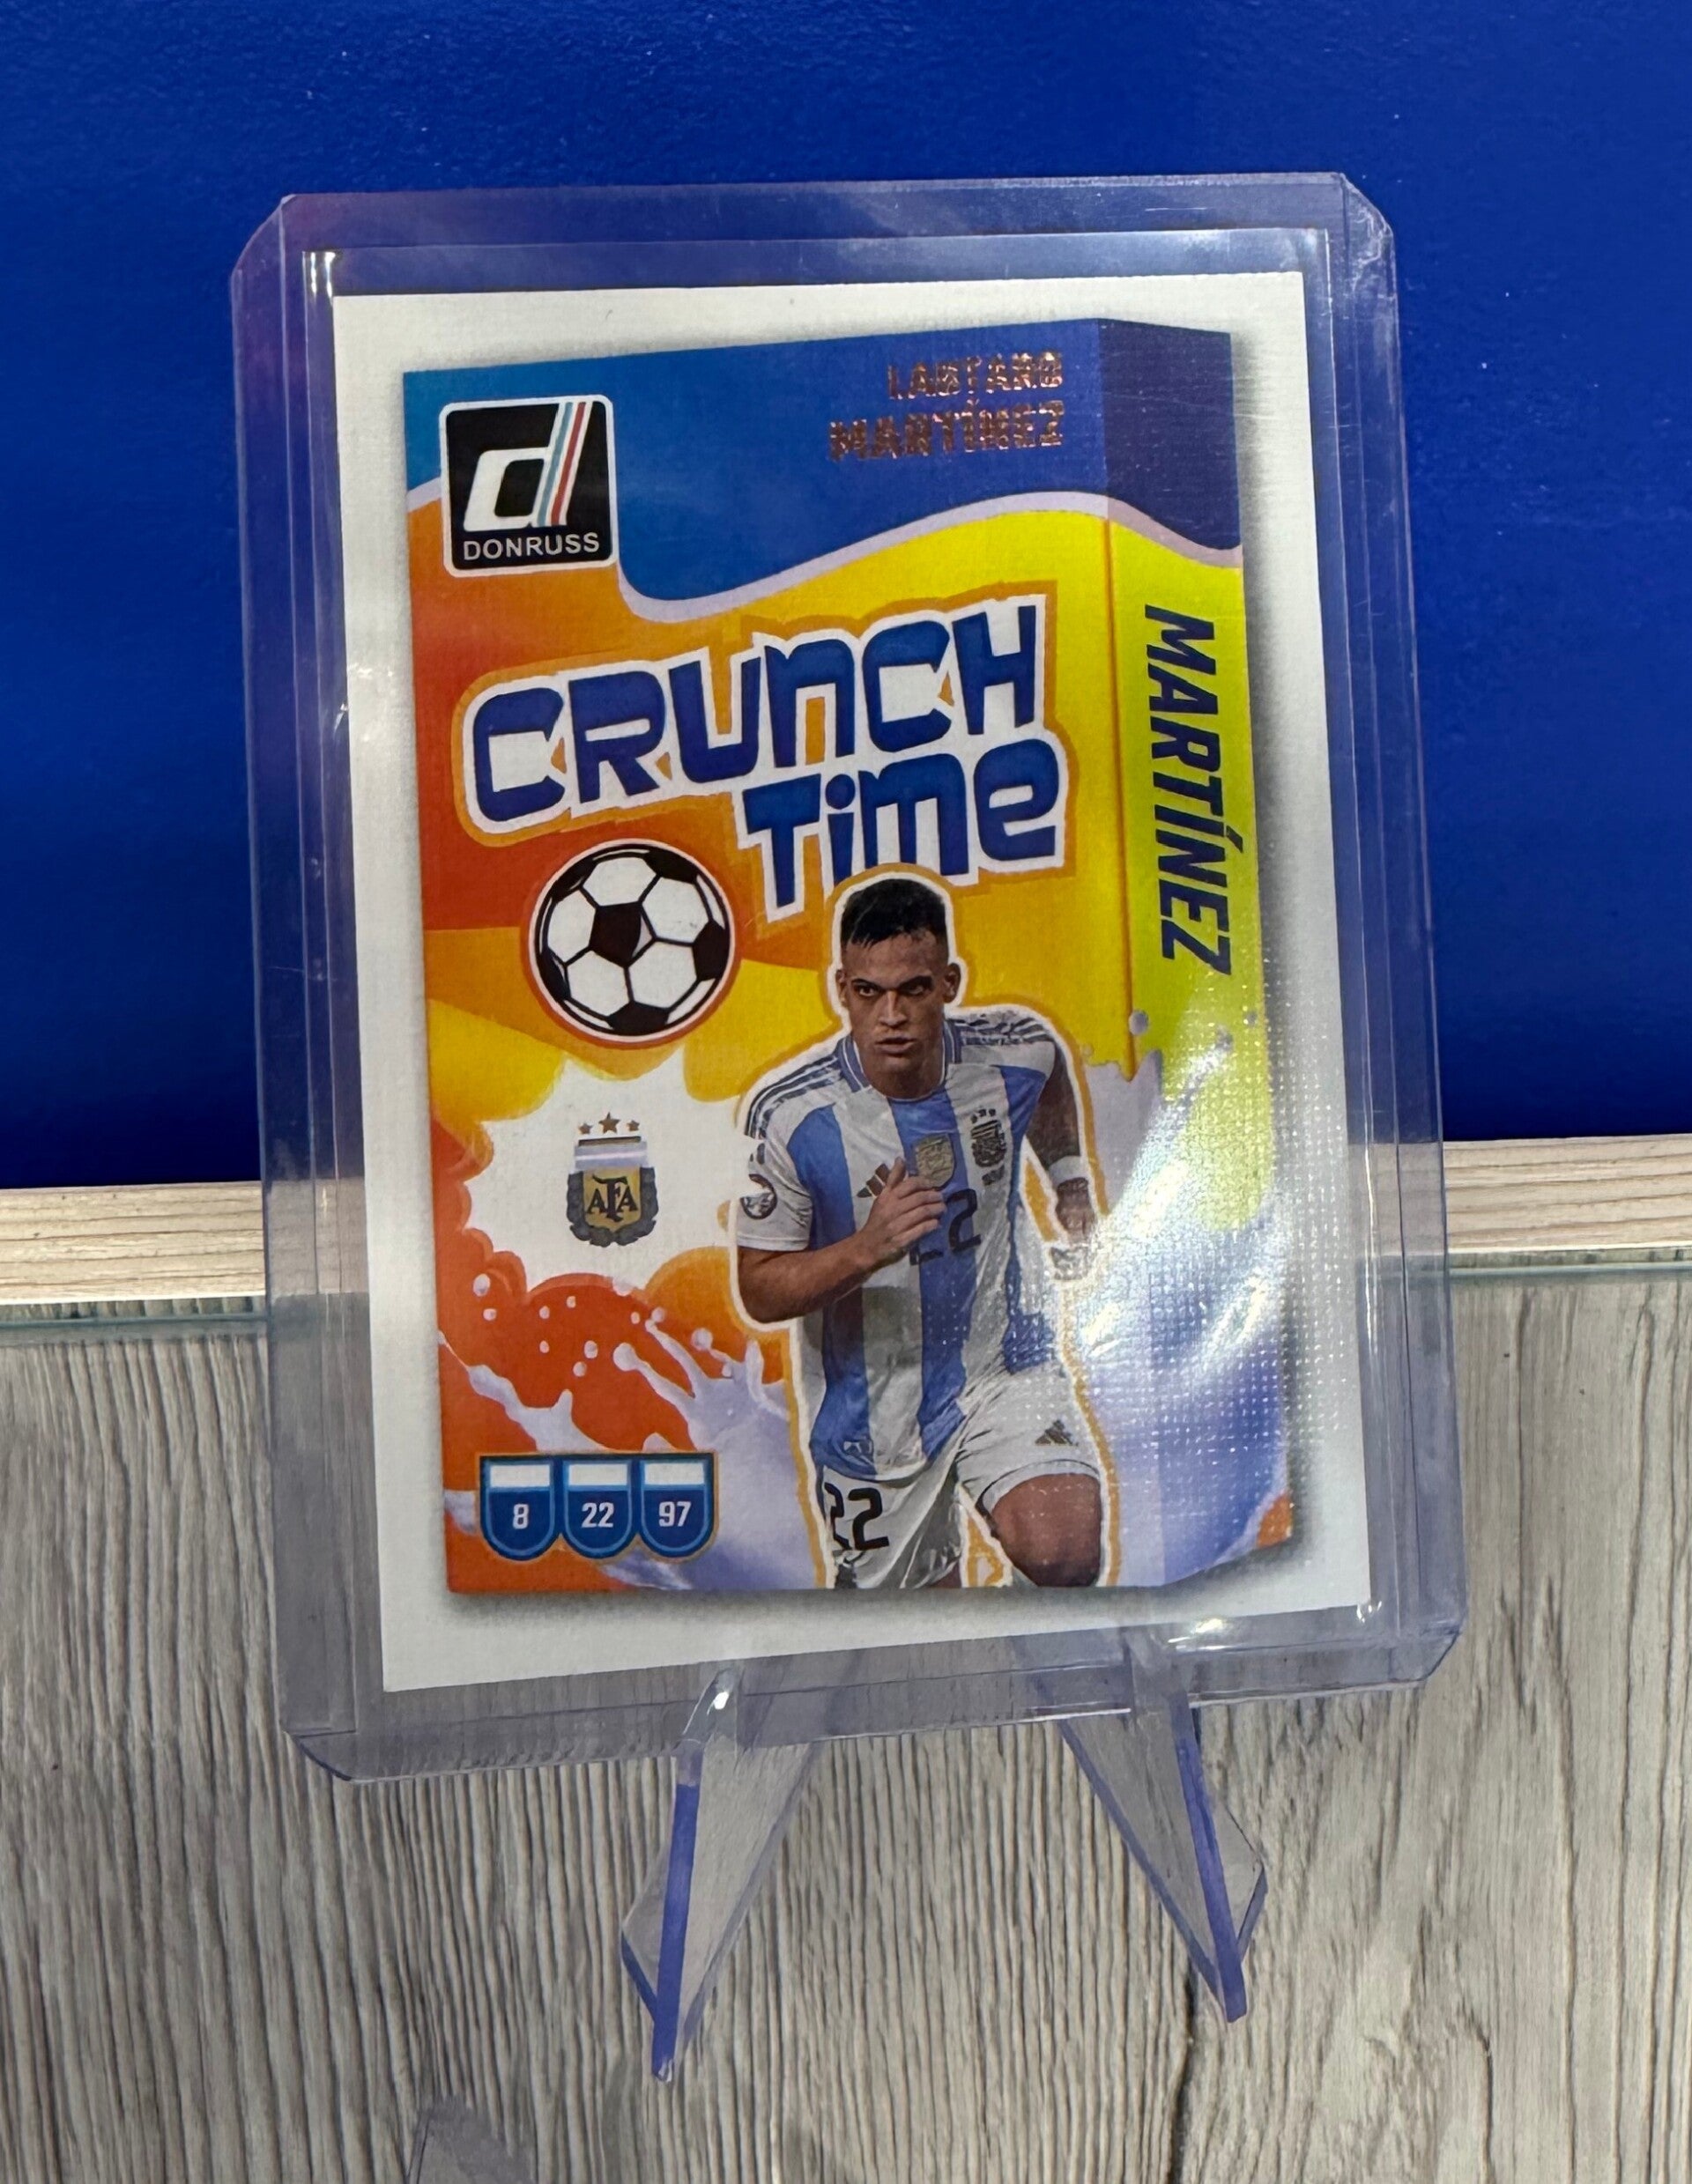 LAUTARO
MARTÍNEZ
DONRUSS
CRUNCH
TIME
MARTÍNEZ
AFA
22
22
8
22
97